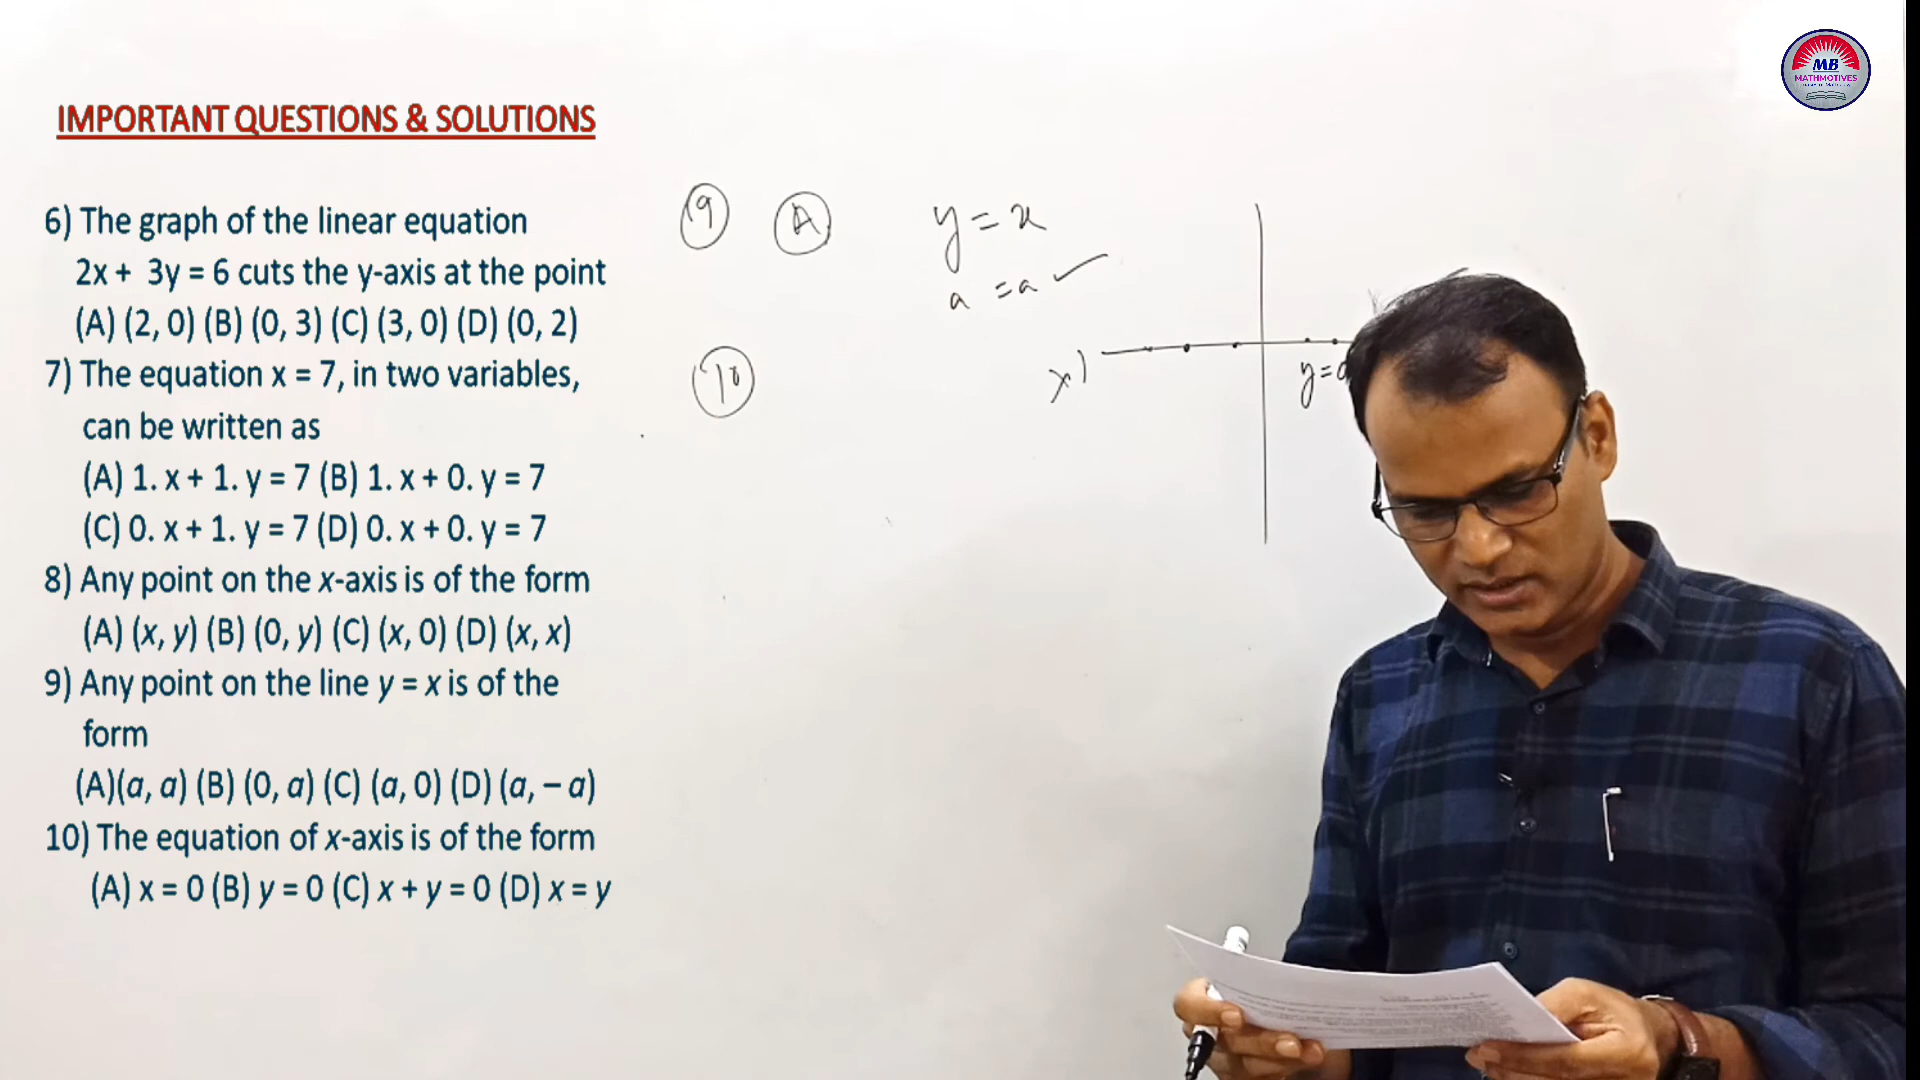 IMPORTANT QUESTIONS & SOLUTIONS
6) The graph of the linear equation
2x + 3y = 6 cuts the y-axis at the point
(A) (2, 0) (B) (0, 3) (C) (3, 0) (D) (0, 2)
7) The equation x = 7, in two variables,
can be written as
(A) 1. x + 1. y = 7 (B) 1. x + 0. y = 7
(C) 0. x + 1. y = 7 (D) 0. x + 0. y = 7
8) Any point on the x-axis is of the form
(A) (x, y) (B) (0, y) (C) (x, 0) (D) (x, x)
9) Any point on the line y = x is of the
form
(A)(a, a) (B) (0, a) (C) (a, 0) (D) (a, – a)
10) The equation of x-axis is of the form
(A) x = 0 (B) y = 0 (C) x + y = 0 (D) x = y
9 A y = x
a = a
10
x'
y =
MB
MATHMOTIVES